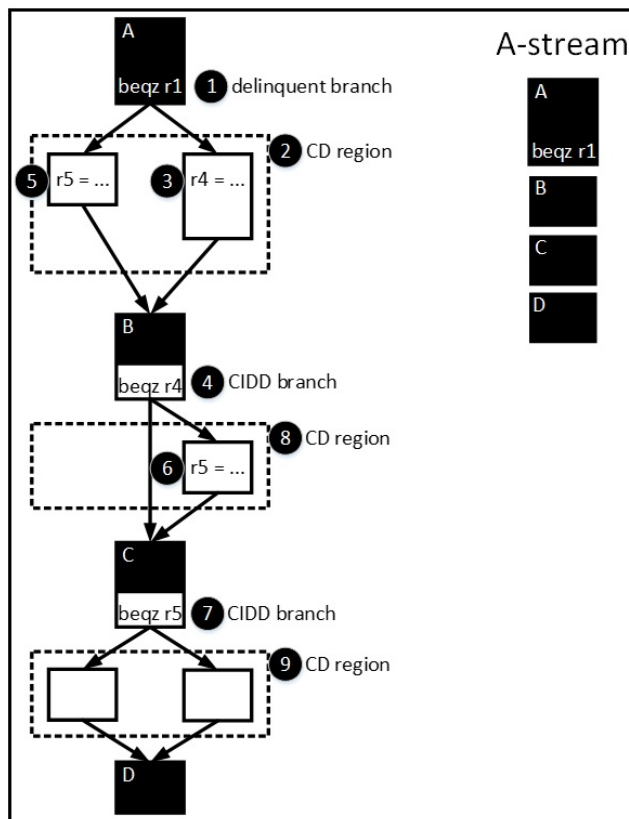 A
beqz r1
1 delinquent branch
2 CD region
5 r5 = ...
3 r4 = ...
B
beqz r4
4 CIDD branch
8 CD region
6 r5 = ...
C
beqz r5
7 CIDD branch
9 CD region
D
A-stream
A
beqz r1
B
C
D